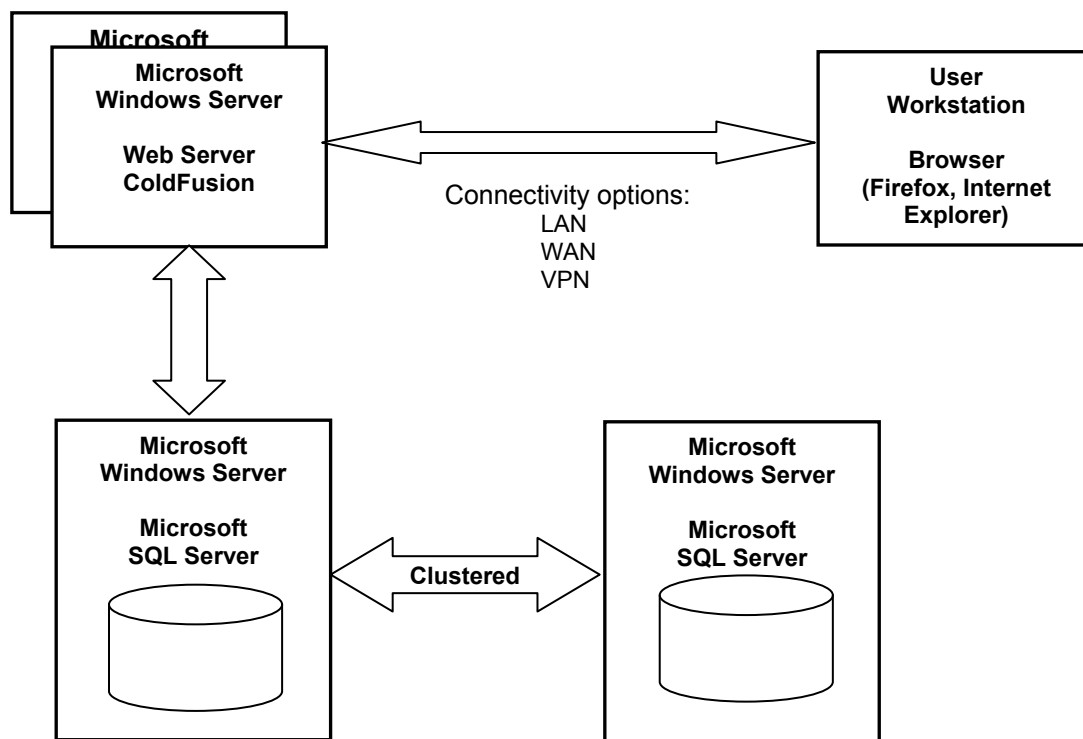 Microsoft
Microsoft
Windows Server
Web Server
ColdFusion
User
Workstation
Browser
(Firefox, Internet
Explorer)
Connectivity options:
LAN
WAN
VPN
Microsoft
Windows Server
Microsoft
SQL Server
Clustered
Microsoft
Windows Server
Microsoft
SQL Server